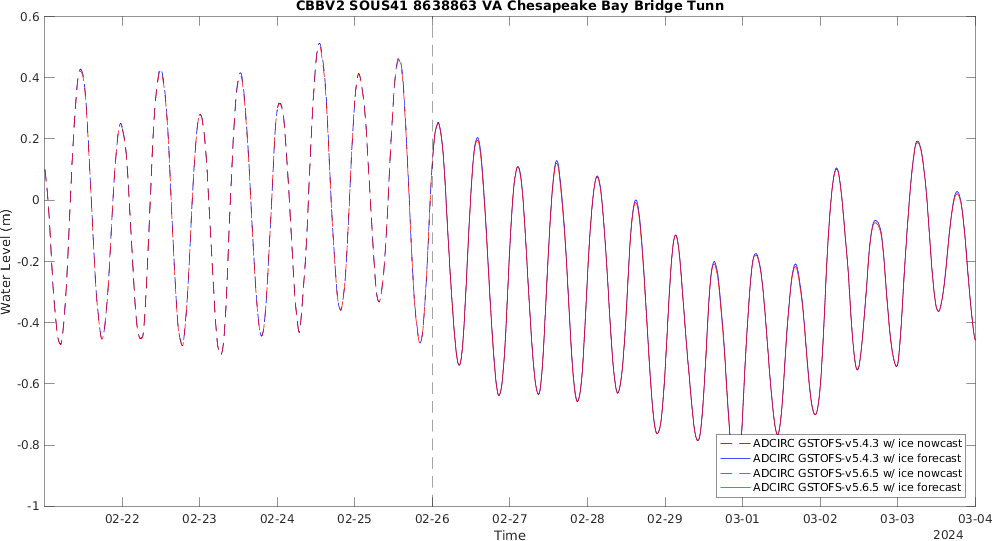 CBBV2 SOUS41 8638863 VA Chesapeake Bay Bridge Tunn
0.6
0.4
0.2
0
-0.2
-0.4
-0.6
-0.8
-1
Water Level (m)
02-22 02-23 02-24 02-25 02-26 02-27 02-28 02-29 03-01 03-02 03-03 03-04
Time
2024
ADCIRC GSTOFS-v5.4.3 w/ ice nowcast
ADCIRC GSTOFS-v5.4.3 w/ ice forecast
ADCIRC GSTOFS-v5.6.5 w/ ice nowcast
ADCIRC GSTOFS-v5.6.5 w/ ice forecast